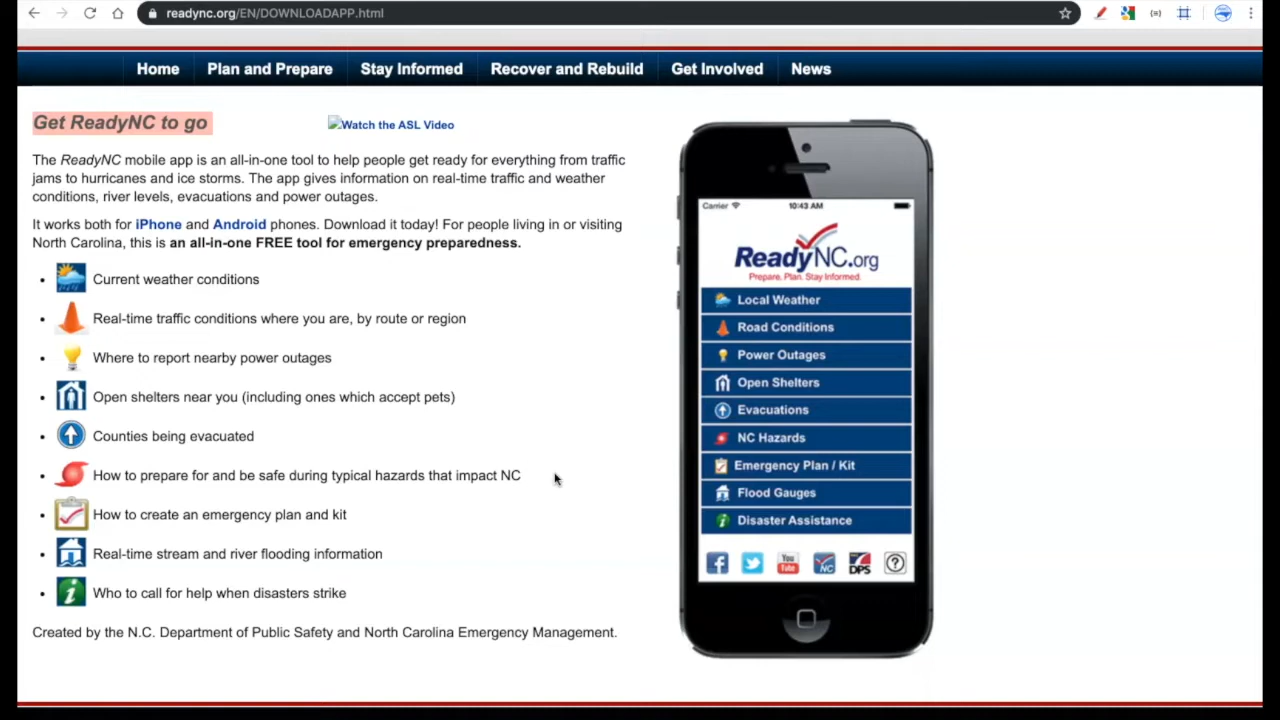 readync.org/EN/DOWNLOADAPP.html
Home Plan and Prepare Stay Informed Recover and Rebuild Get Involved News
Get ReadyNC to go
Watch the ASL Video
The ReadyNC mobile app is an all-in-one tool to help people get ready for everything from traffic
jams to hurricanes and ice storms. The app gives information on real-time traffic and weather
conditions, river levels, evacuations and power outages.
It works both for iPhone and Android phones. Download it today! For people living in or visiting
North Carolina, this is an all-in-one FREE tool for emergency preparedness.
• Current weather conditions
• Real-time traffic conditions where you are, by route or region
• Where to report nearby power outages
• Open shelters near you (including ones which accept pets)
• Counties being evacuated
• How to prepare for and be safe during typical hazards that impact NC
• How to create an emergency plan and kit
• Real-time stream and river flooding information
• Who to call for help when disasters strike
Created by the N.C. Department of Public Safety and North Carolina Emergency Management.
Carrier 10:43 AM
ReadyNC.org
Prepare. Plan. Stay Informed.
Local Weather
Road Conditions
Power Outages
Open Shelters
Evacuations
NC Hazards
Emergency Plan / Kit
Flood Gauges
Disaster Assistance
f You Tube NC DPS ?